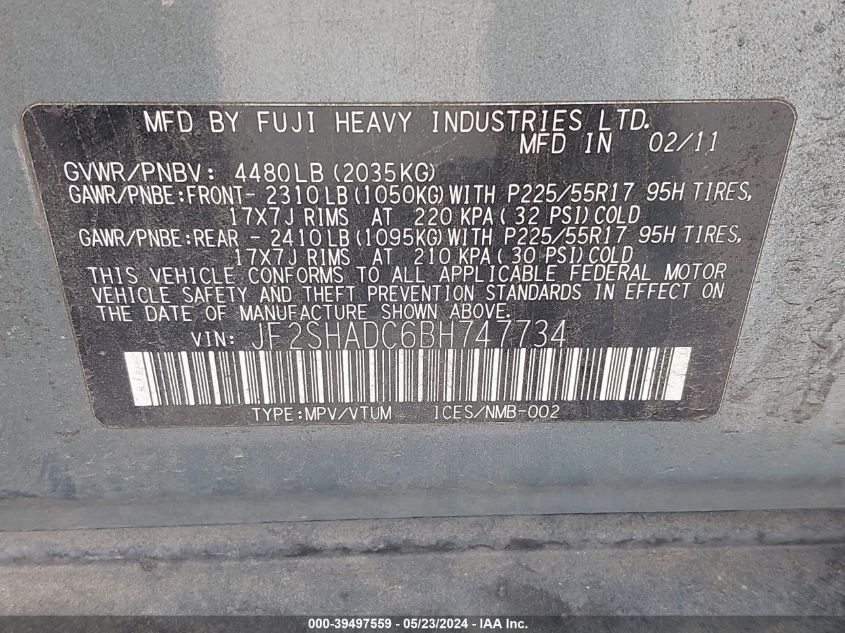 MFD BY FUJI HEAVY INDUSTRIES LTD.
MFD IN 02/11
GVWR/PNBV: 4480LB(2035KG)
GAWR/PNBE:FRONT- 2310LB(1050KG)WITH P225/55R17 95H TIRES,
17X7J RIMS AT 220 KPA(32 PSI)COLD
GAWR/PNBE:REAR - 2410LB(1095KG)WITH P225/55R17 95H TIRES,
17X7J RIMS AT 210 KPA(30 PSI)COLD
THIS VEHICLE CONFORMS TO ALL APPLICABLE FEDERAL MOTOR
VEHICLE SAFETY AND THEFT PREVENTION STANDARDS IN EFFECT ON
THE DATE OF MANUFACTURE SHOWN ABOVE.
VIN: JF2SHADC6BH747734
TYPE:MPV/VTUM ICES/NMB-002
000-39497559 - 05/23/2024 - IMPACT AUCTIONS INC.